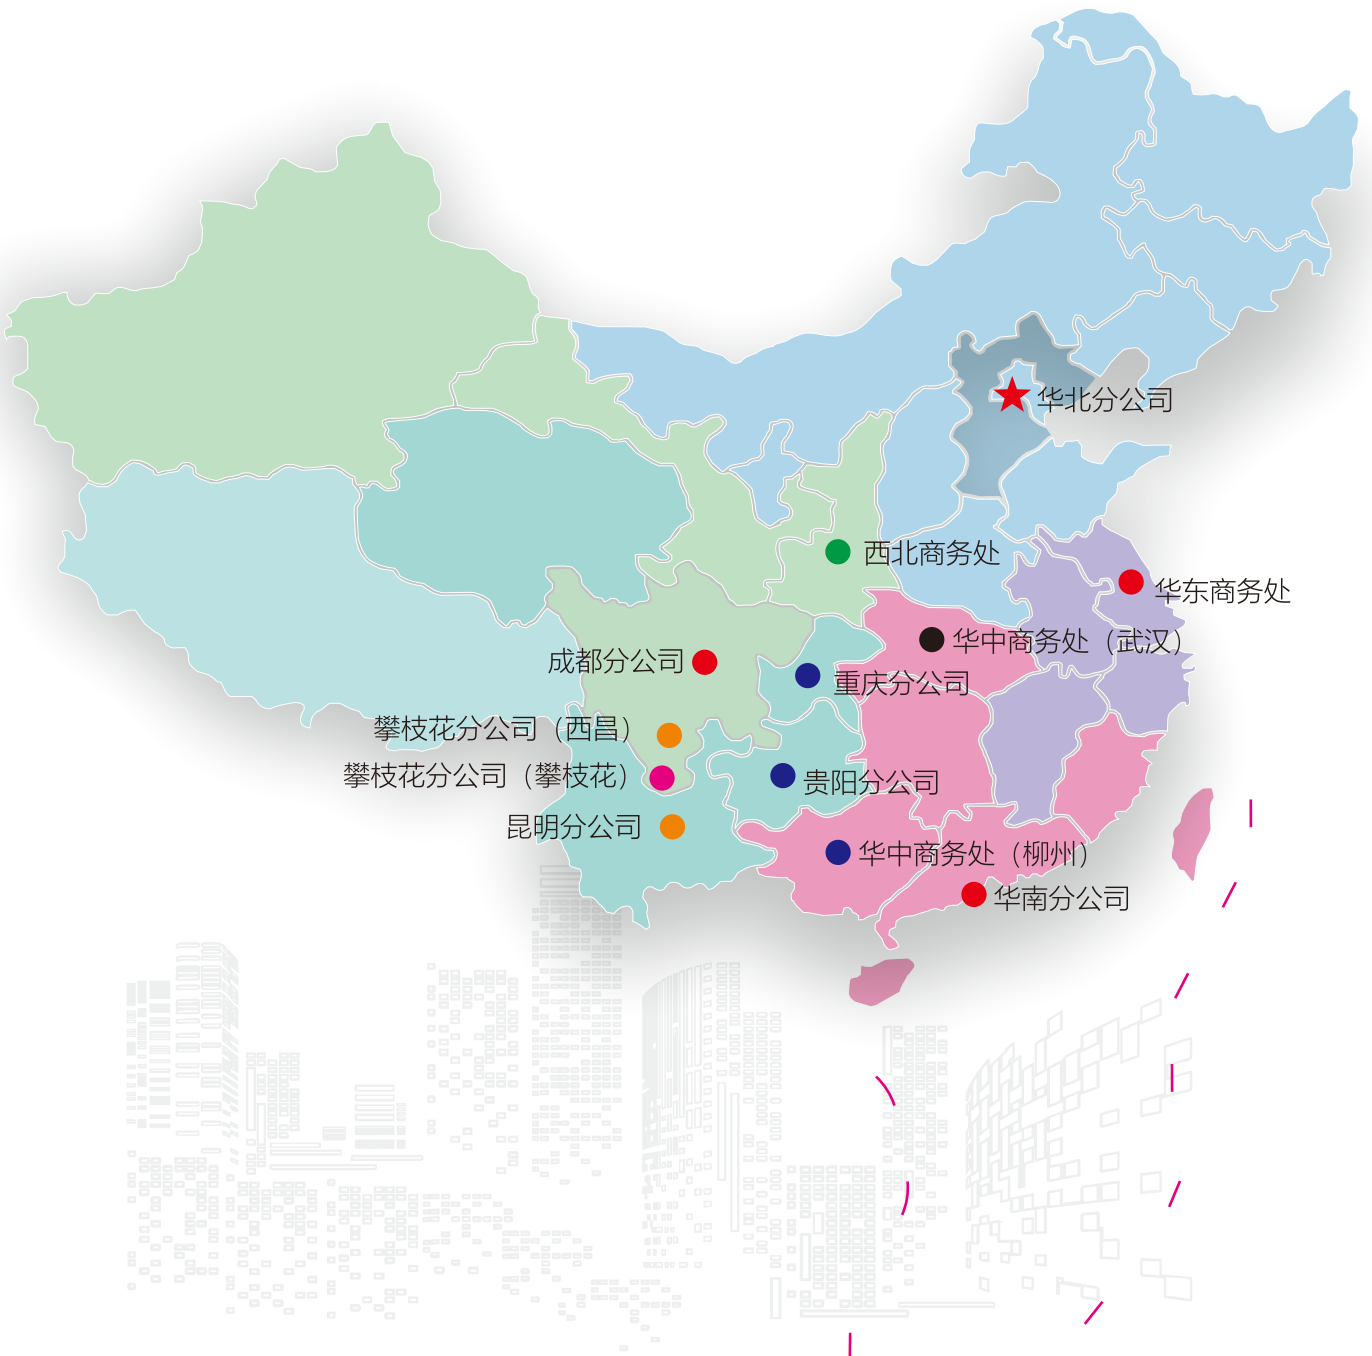 华北分公司
西北商务处
华东商务处
华中商务处（武汉）
成都分公司
重庆分公司
攀枝花分公司（西昌）
攀枝花分公司（攀枝花）
贵阳分公司
昆明分公司
华中商务处（柳州）
华南分公司